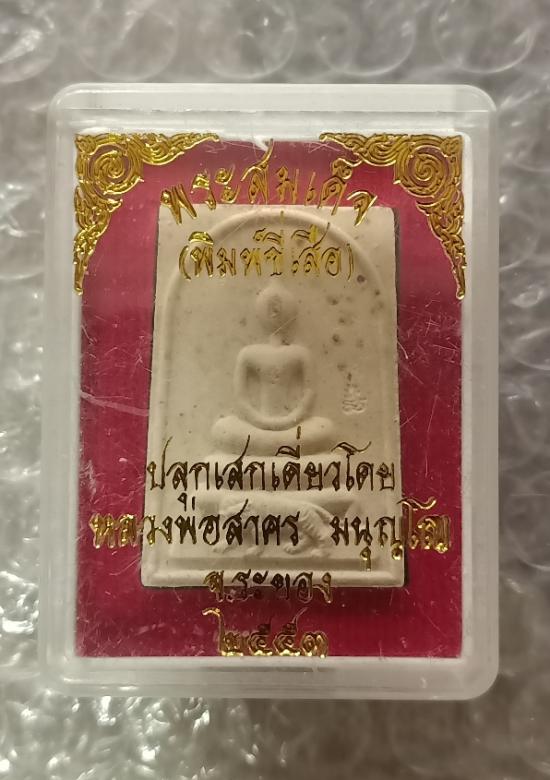 พระสมเด็จ
(พิมพ์ขี่เสือ)
ปลุกเสกเดี่ยวโดย
หลวงพ่อสาคร มนุญฺโญ
จ.ระยอง
๒๕๕๓